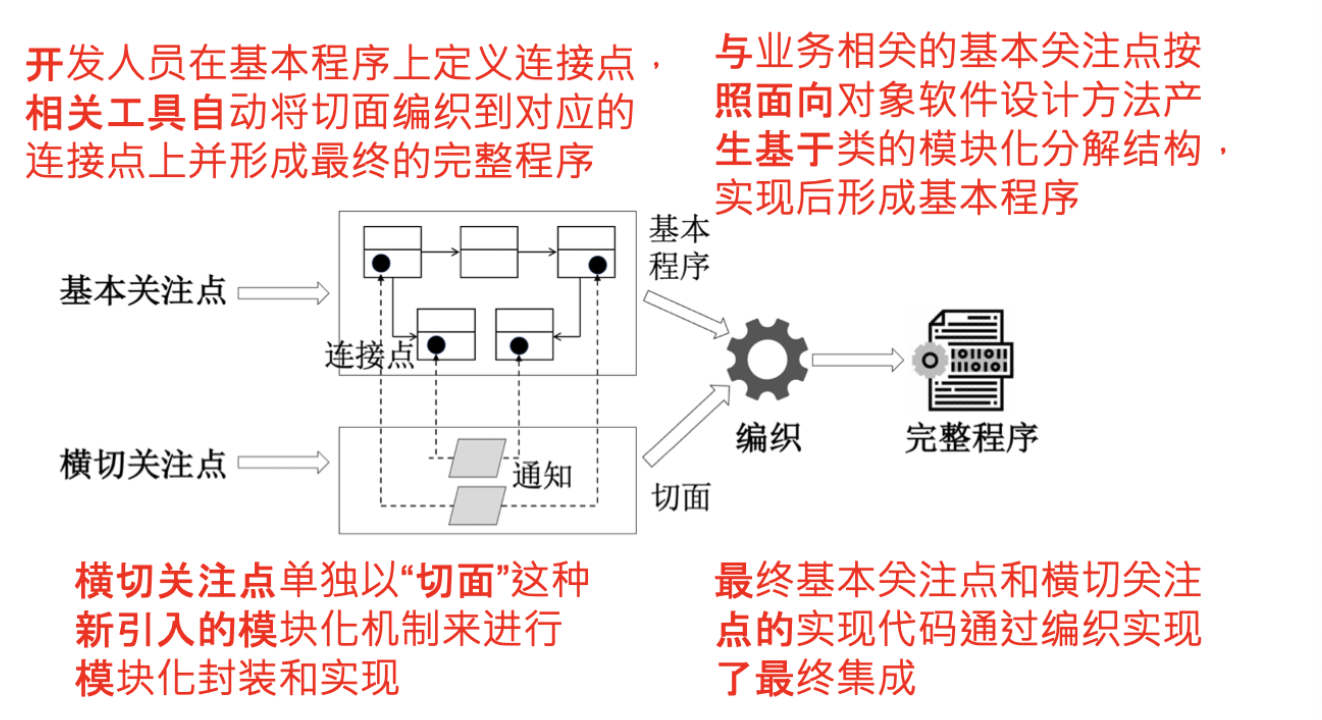 开发人员在基本程序上定义连接点，
相关工具自动将切面编织到对应的
连接点上并形成最终的完整程序
与业务相关的基本关注点按
照面向对象软件设计方法产
生基于类的模块化分解结构，
实现后形成基本程序
基本
程序
基本关注点
连接点
编织
完整程序
横切关注点
通知
切面
横切关注点单独以“切面”这种
新引入的模块化机制来进行
模块化封装和实现
最终基本关注点和横切关注
点的实现代码通过编织实现
了最终集成